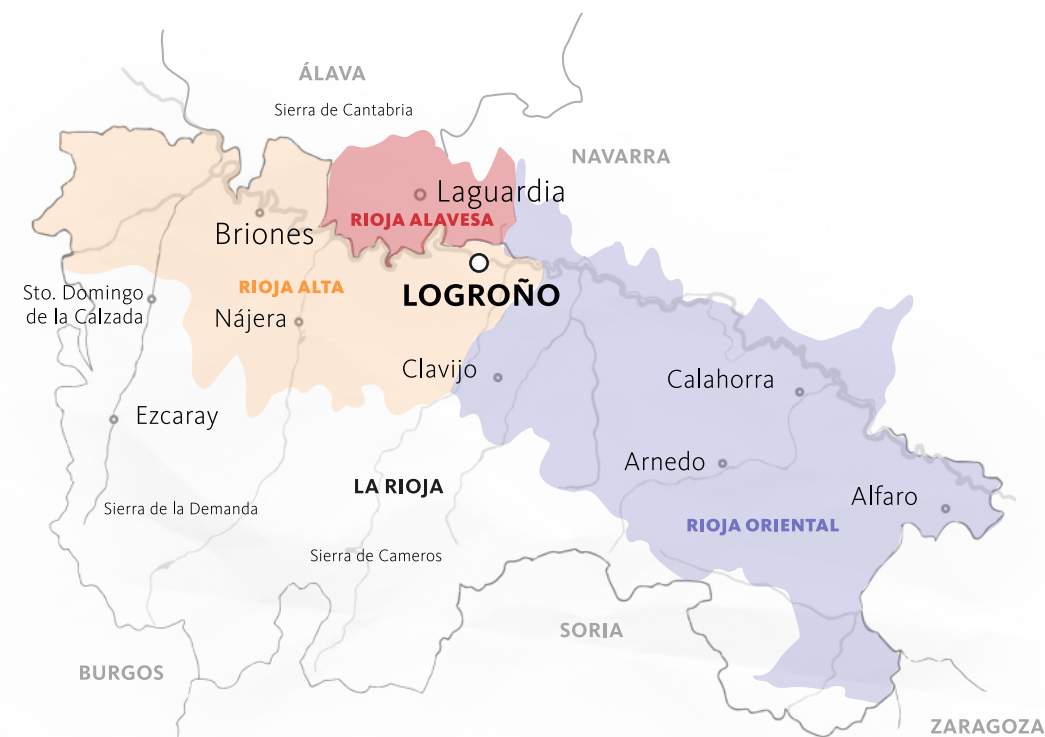 ÁLAVA
Sierra de Cantabria
NAVARRA
Laguardia
RIOJA ALAVESA
Briones
RIOJA ALTA
LOGROÑO
Sto. Domingo
de la Calzada
Nájera
Clavijo
Calahorra
Ezcaray
Arnedo
LA RIOJA
Alfaro
Sierra de la Demanda
RIOJA ORIENTAL
Sierra de Cameros
SORIA
BURGOS
ZARAGOZA